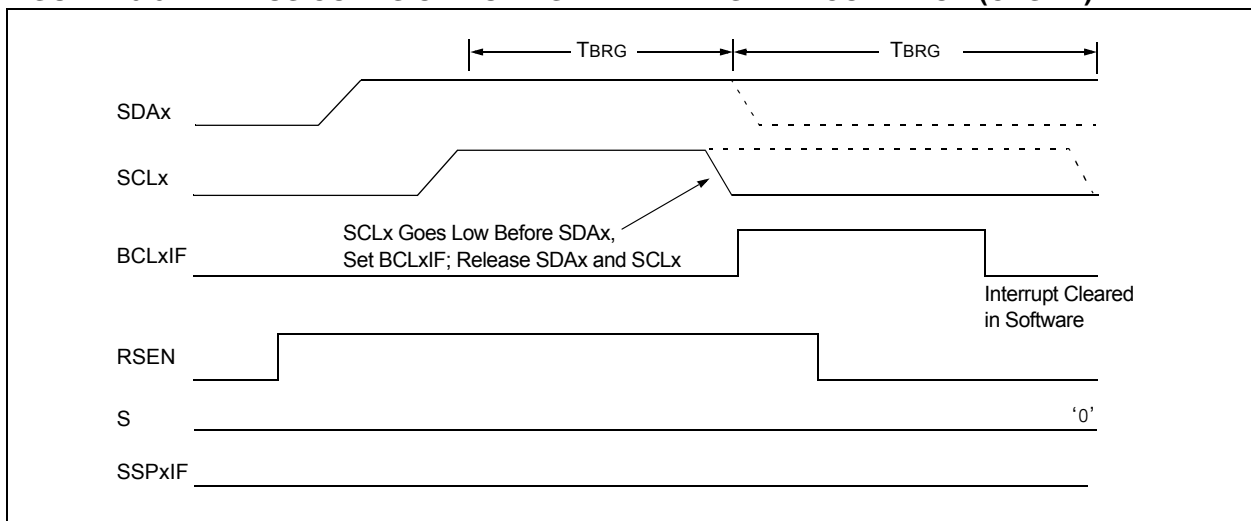 TBRG TBRG
SDAx
SCLx
SCLx Goes Low Before SDAx,
Set BCLxIF; Release SDAx and SCLx
BCLxIF
Interrupt Cleared
in Software
RSEN
S '0'
SSPxIF